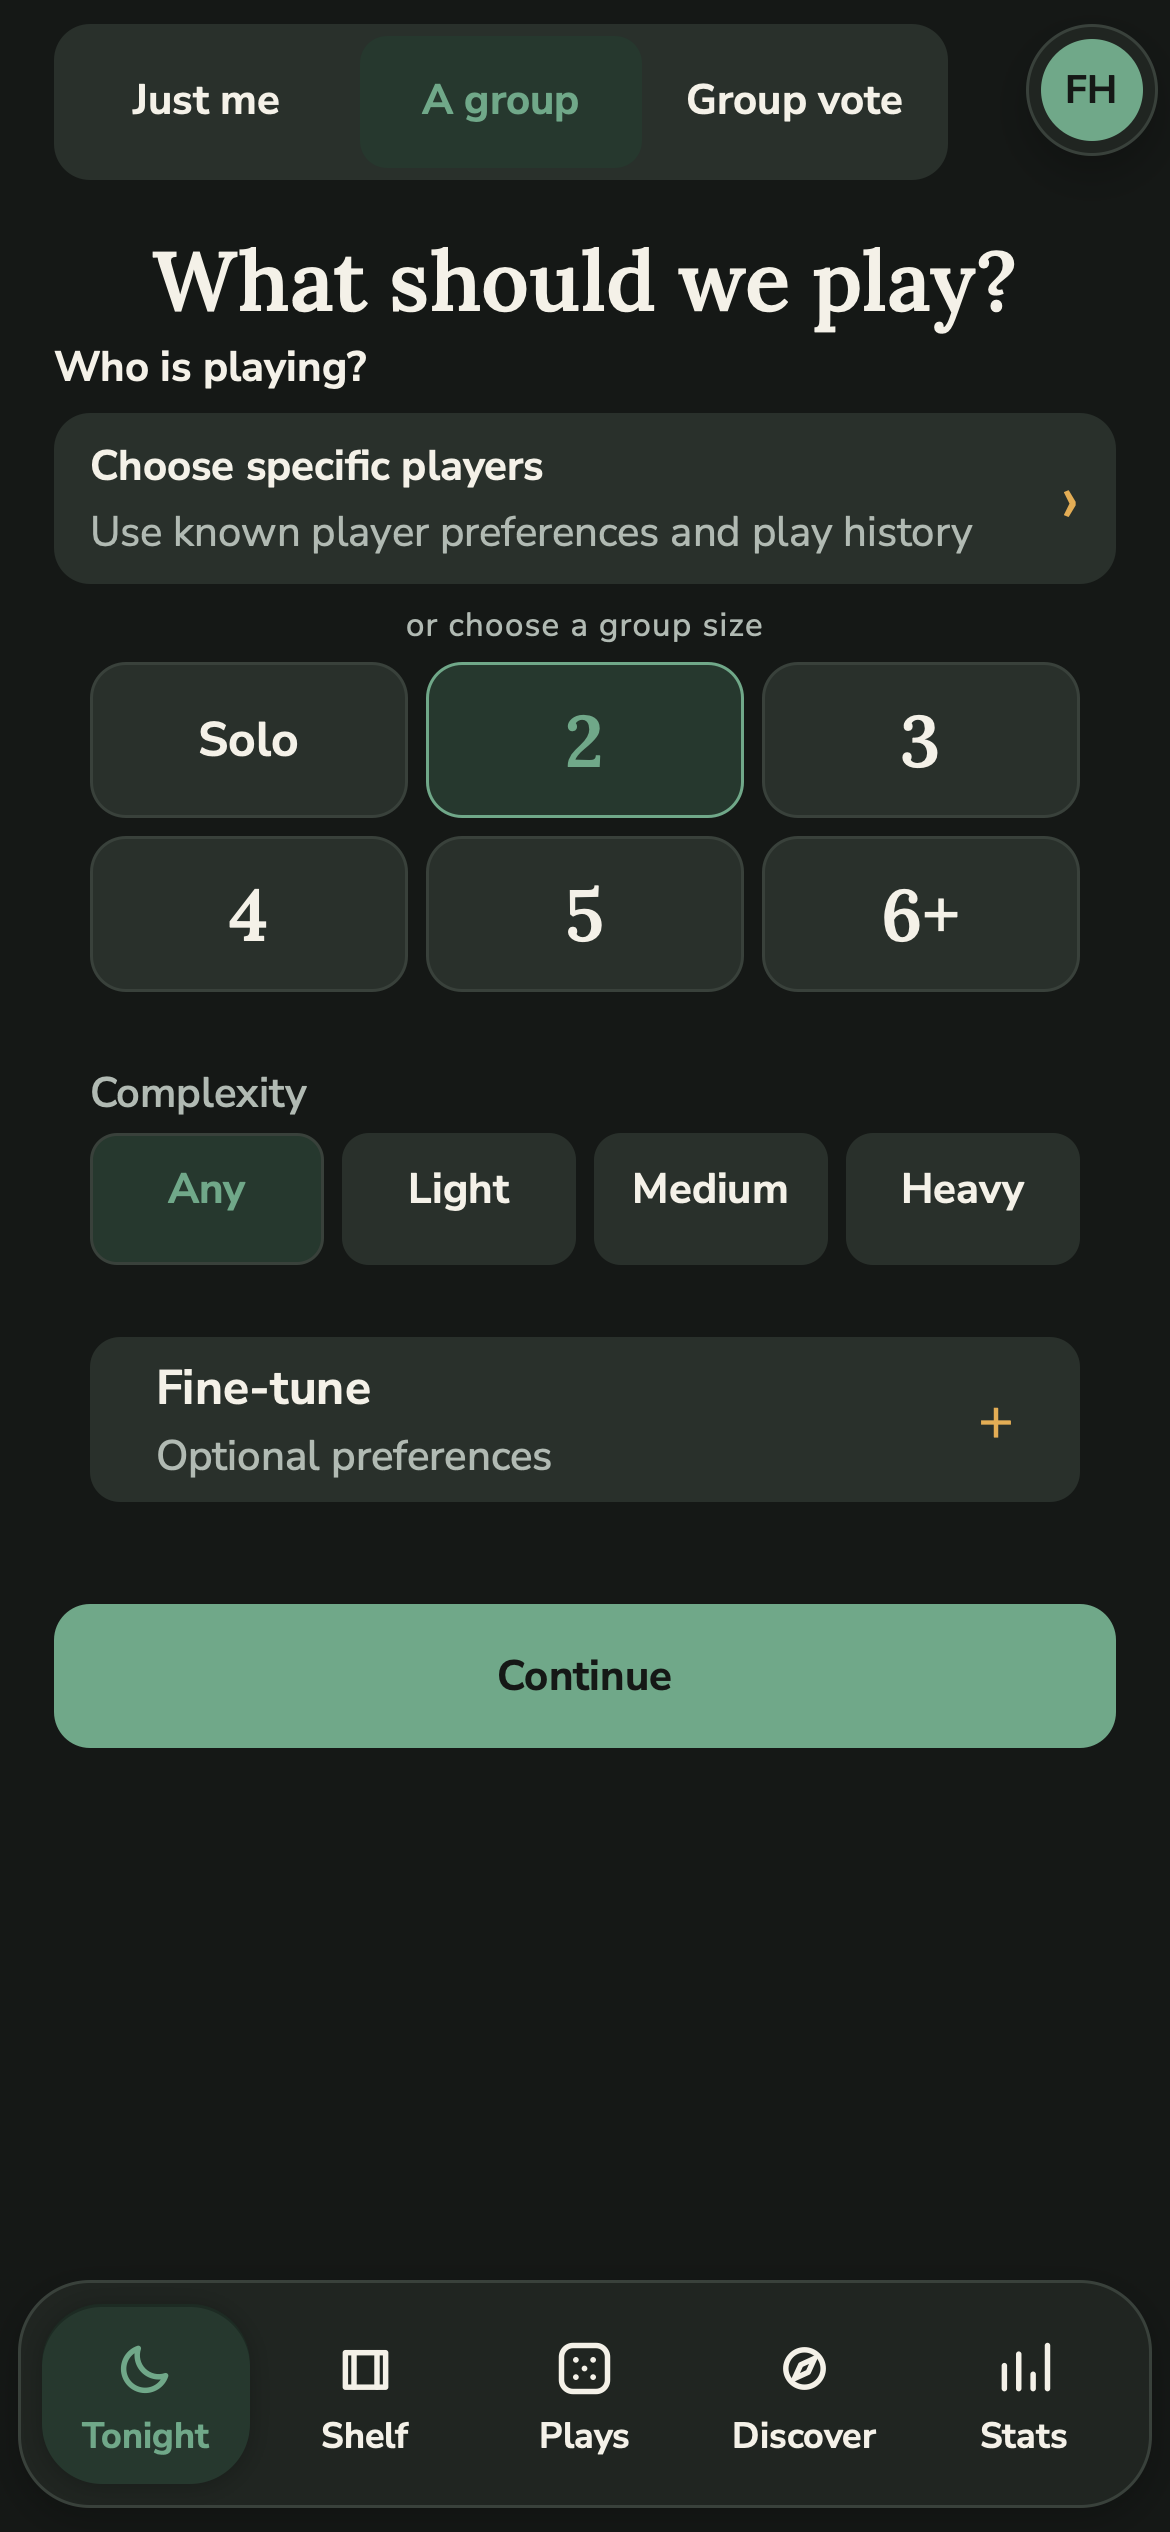 Just me A group Group vote FH
What should we play?
Who is playing?
Choose specific players
Use known player preferences and play history
or choose a group size
Solo 2 3
4 5 6+
Complexity
Any Light Medium Heavy
Fine-tune
Optional preferences
Continue
Tonight Shelf Plays Discover Stats